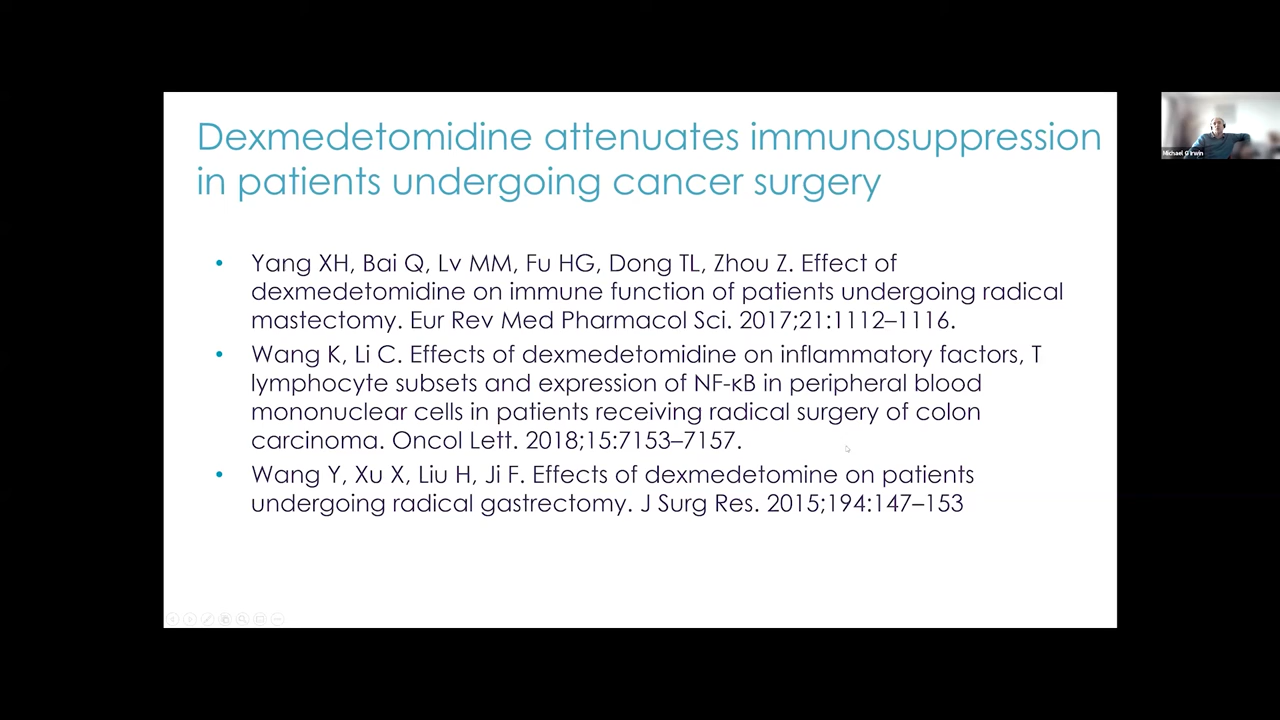 Dexmedetomidine attenuates immunosuppression
in patients undergoing cancer surgery
• Yang XH, Bai Q, Lv MM, Fu HG, Dong TL, Zhou Z. Effect of
dexmedetomidine on immune function of patients undergoing radical
mastectomy. Eur Rev Med Pharmacol Sci. 2017;21:1112–1116.
• Wang K, Li C. Effects of dexmedetomidine on inflammatory factors, T
lymphocyte subsets and expression of NF-κB in peripheral blood
mononuclear cells in patients receiving radical surgery of colon
carcinoma. Oncol Lett. 2018;15:7153–7157.
• Wang Y, Xu X, Liu H, Ji F. Effects of dexmedetomine on patients
undergoing radical gastrectomy. J Surg Res. 2015;194:147–153
Michael G Irwin